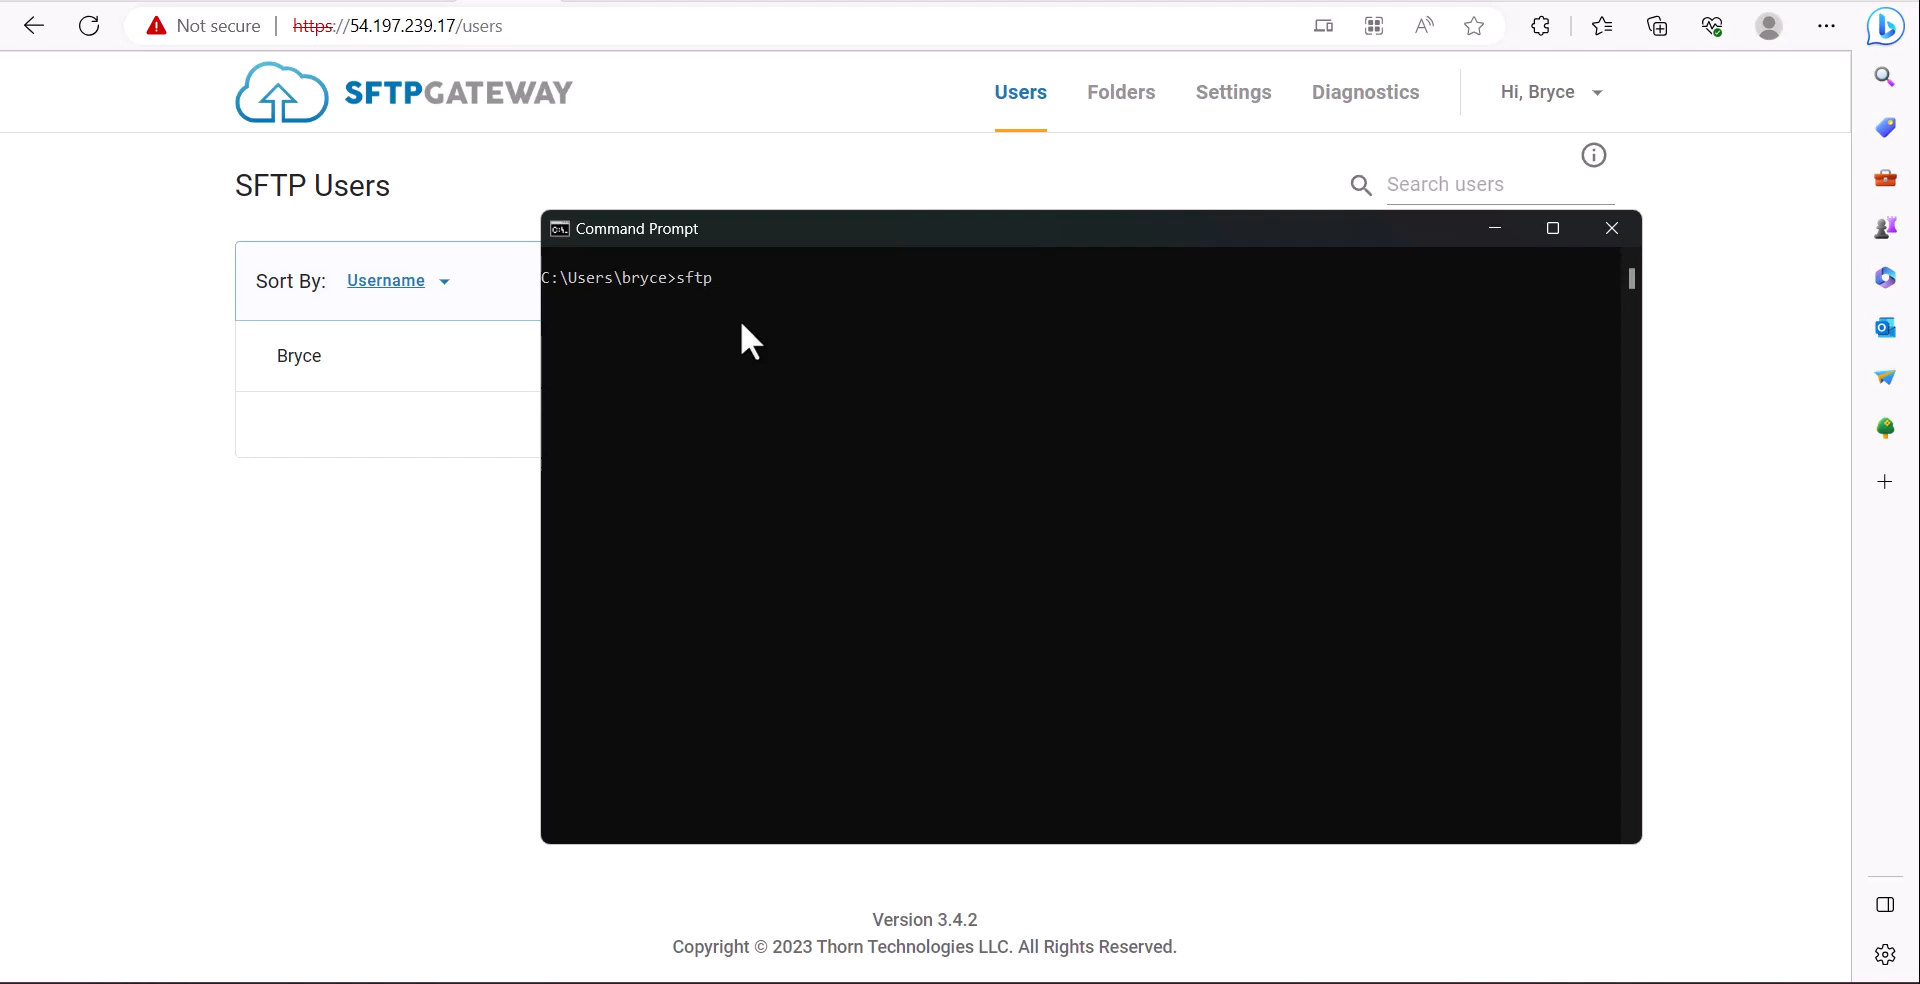 Not secure | https://54.197.239.17/users
SFTPGATEWAY
Users
Folders
Settings
Diagnostics
Hi, Bryce
SFTP Users
Search users
Command Prompt
Sort By: Username
C:\Users\bryce>sftp
Bryce
Version 3.4.2
Copyright © 2023 Thorn Technologies LLC. All Rights Reserved.